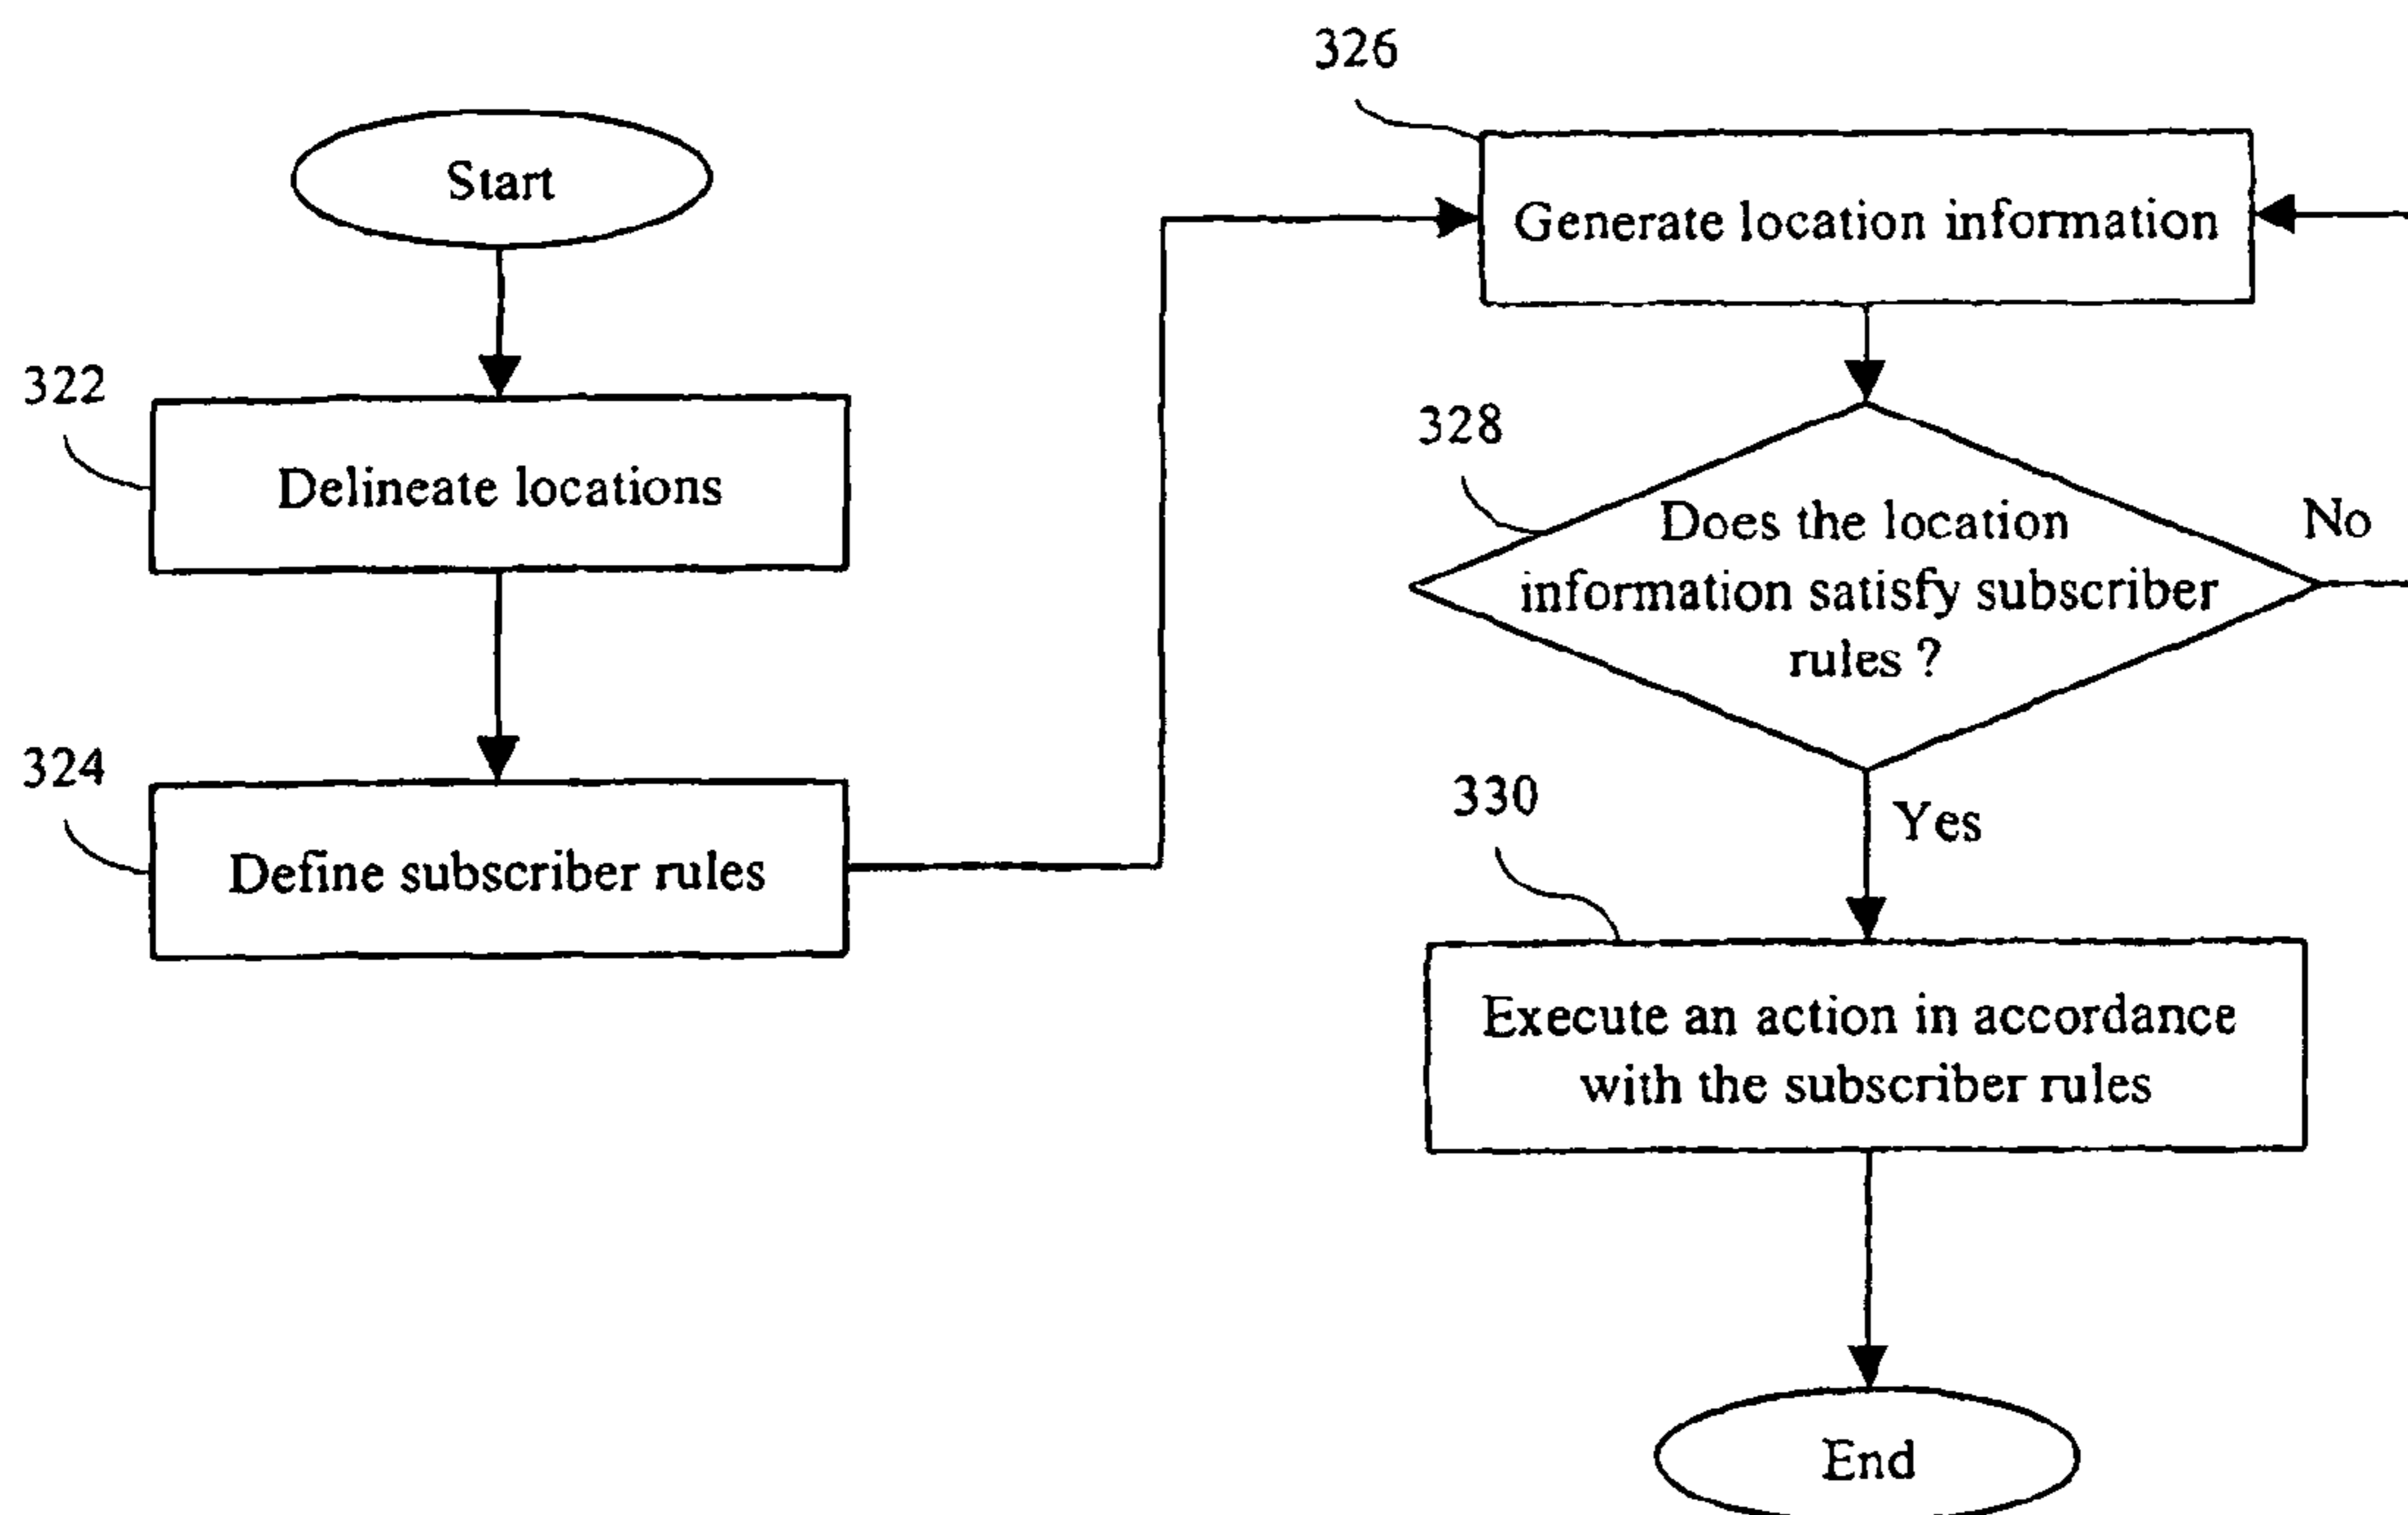 Start
322
Delineate locations
324
Define subscriber rules
326
Generate location information
328
Does the location
information satisfy subscriber
rules ?
No
Yes
330
Execute an action in accordance
with the subscriber rules
End